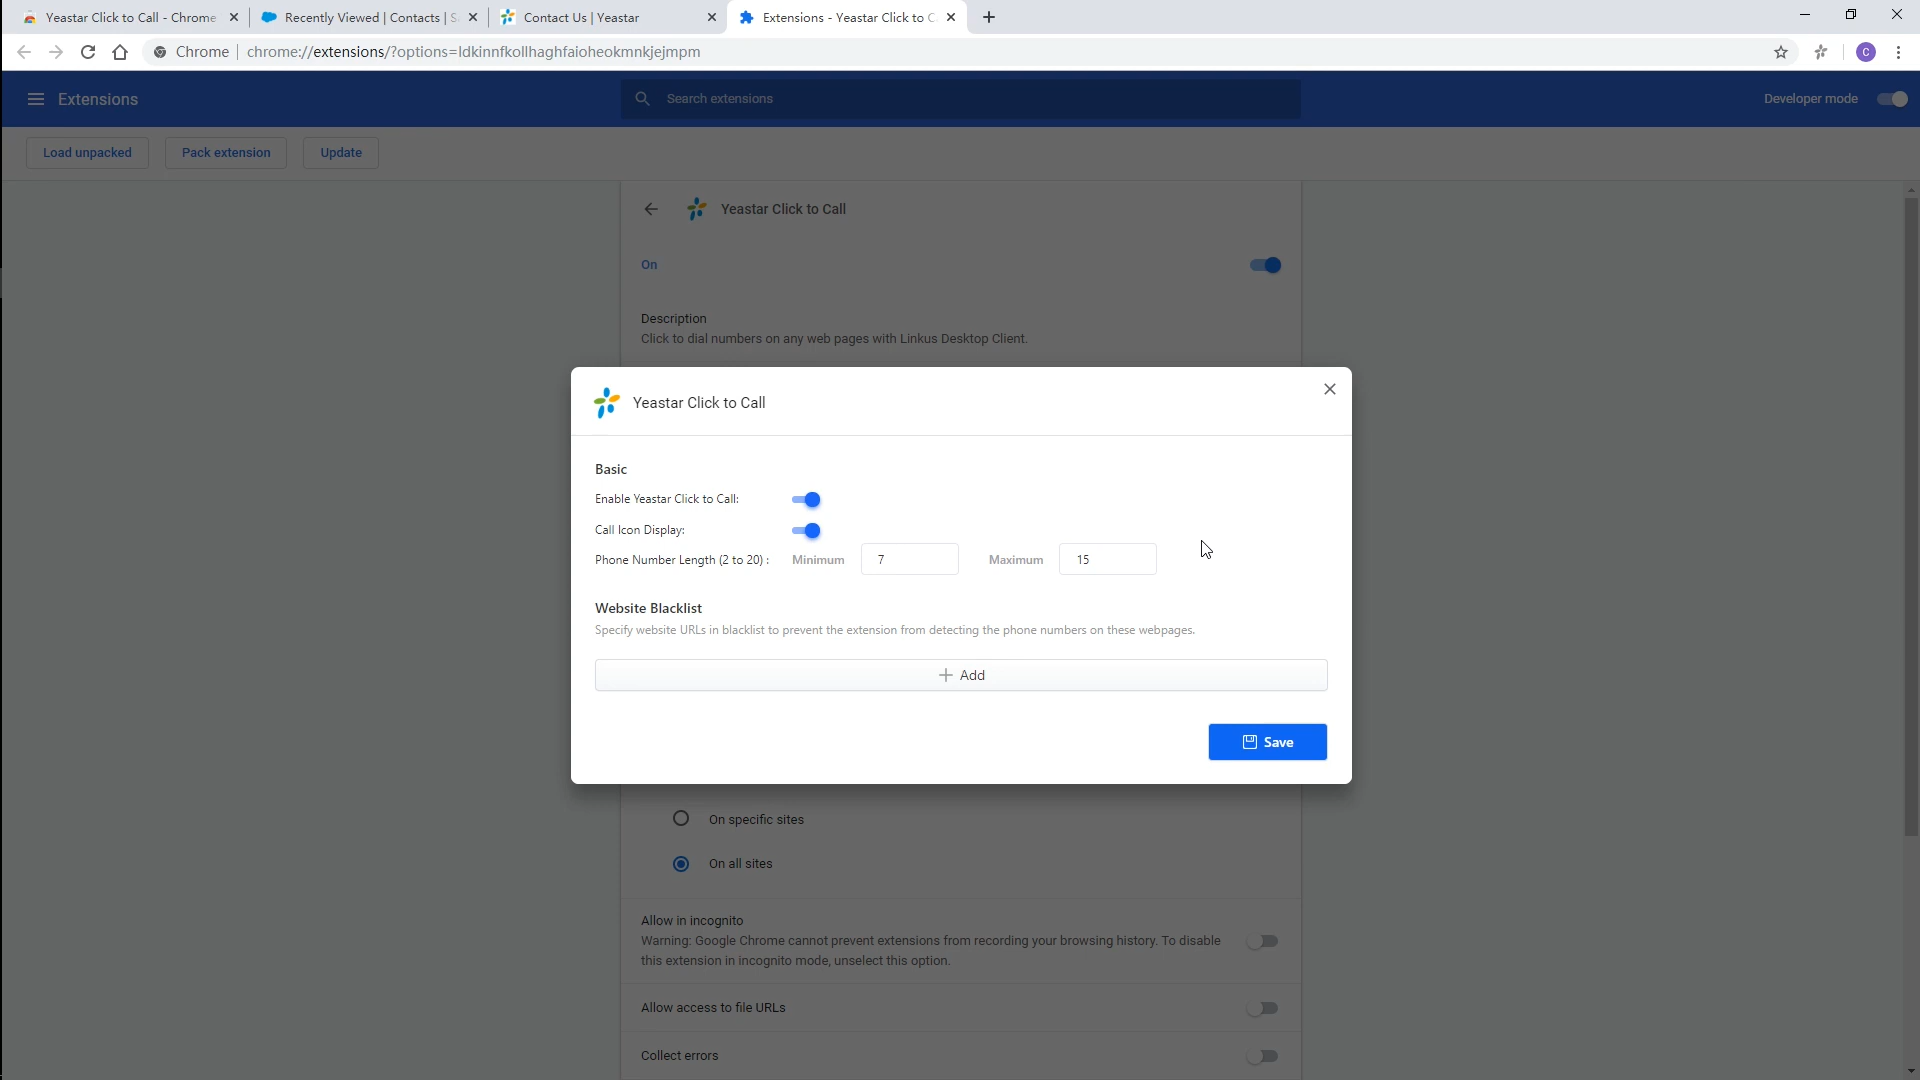 Yeastar Click to Call - Chrome
Recently Viewed | Contacts | S
Contact Us | Yeastar
Extensions - Yeastar Click to C
Chrome | chrome://extensions/?options=ldkinnfkollhaghfaioheokmnkjejmpm
C
Extensions
Search extensions
Developer mode
Load unpacked
Pack extension
Update
Yeastar Click to Call
On
Description
Click to dial numbers on any web pages with Linkus Desktop Client.
Yeastar Click to Call
Basic
Enable Yeastar Click to Call:
Call Icon Display:
Phone Number Length (2 to 20) : Minimum 7 Maximum 15
Website Blacklist
Specify website URLs in blacklist to prevent the extension from detecting the phone numbers on these webpages.
Add
Save
On specific sites
On all sites
Allow in incognito
Warning: Google Chrome cannot prevent extensions from recording your browsing history. To disable
this extension in incognito mode, unselect this option.
Allow access to file URLs
Collect errors